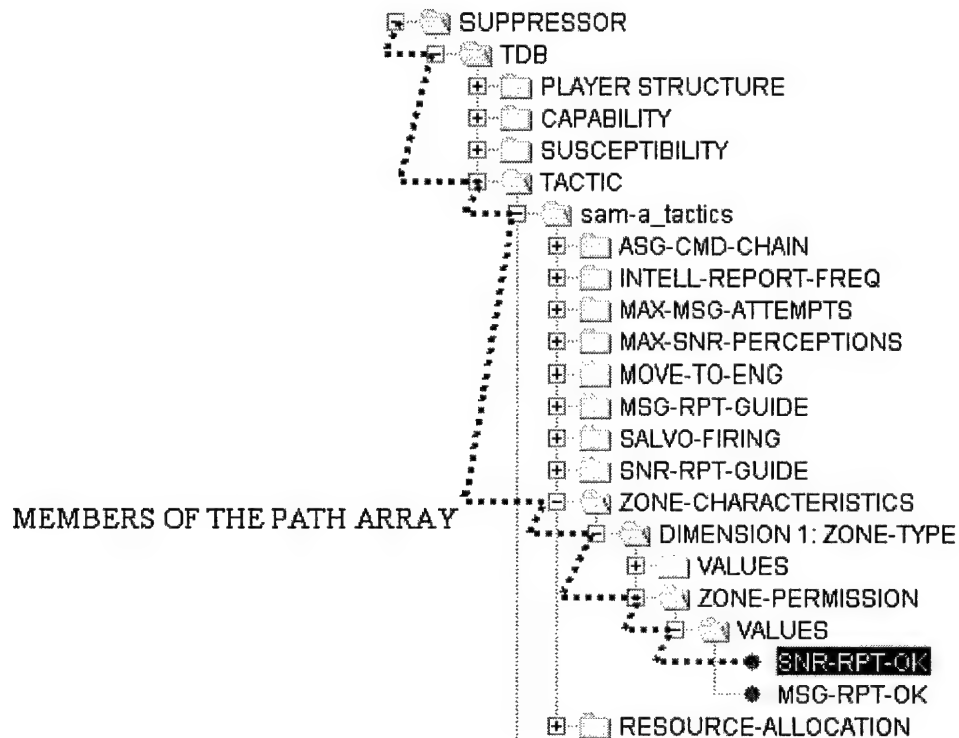 SUPPRESSOR
TDB
PLAYER STRUCTURE
CAPABILITY
SUSCEPTIBILITY
TACTIC
sam-a_tactics
ASG-CMD-CHAIN
INTELL-REPORT-FREQ
MAX-MSG-ATTEMPTS
MAX-SNR-PERCEPTIONS
MOVE-TO-ENG
MSG-RPT-GUIDE
SALVO-FIRING
SNR-RPT-GUIDE
ZONE-CHARACTERISTICS
MEMBERS OF THE PATH ARRAY
DIMENSION 1: ZONE-TYPE
VALUES
ZONE-PERMISSION
VALUES
SNR-RPT-OK
MSG-RPT-OK
RESOURCE-ALLOCATION